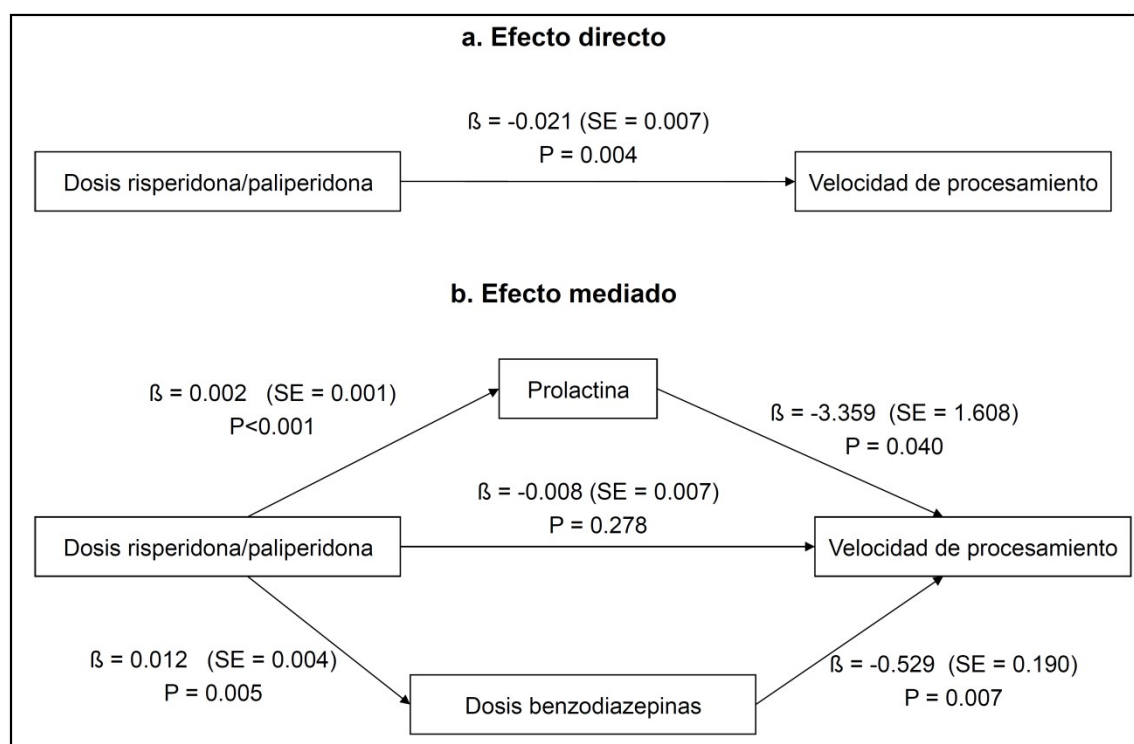 a. Efecto directo
ß = -0.021 (SE = 0.007)
P = 0.004
Dosis risperidona/paliperidona
Velocidad de procesamiento
b. Efecto mediado
Prolactina
ß = 0.002 (SE = 0.001)
P<0.001
ß = -3.359 (SE = 1.608)
P = 0.040
ß = -0.008 (SE = 0.007)
P = 0.278
Dosis risperidona/paliperidona
Velocidad de procesamiento
ß = 0.012 (SE = 0.004)
P = 0.005
ß = -0.529 (SE = 0.190)
P = 0.007
Dosis benzodiazepinas